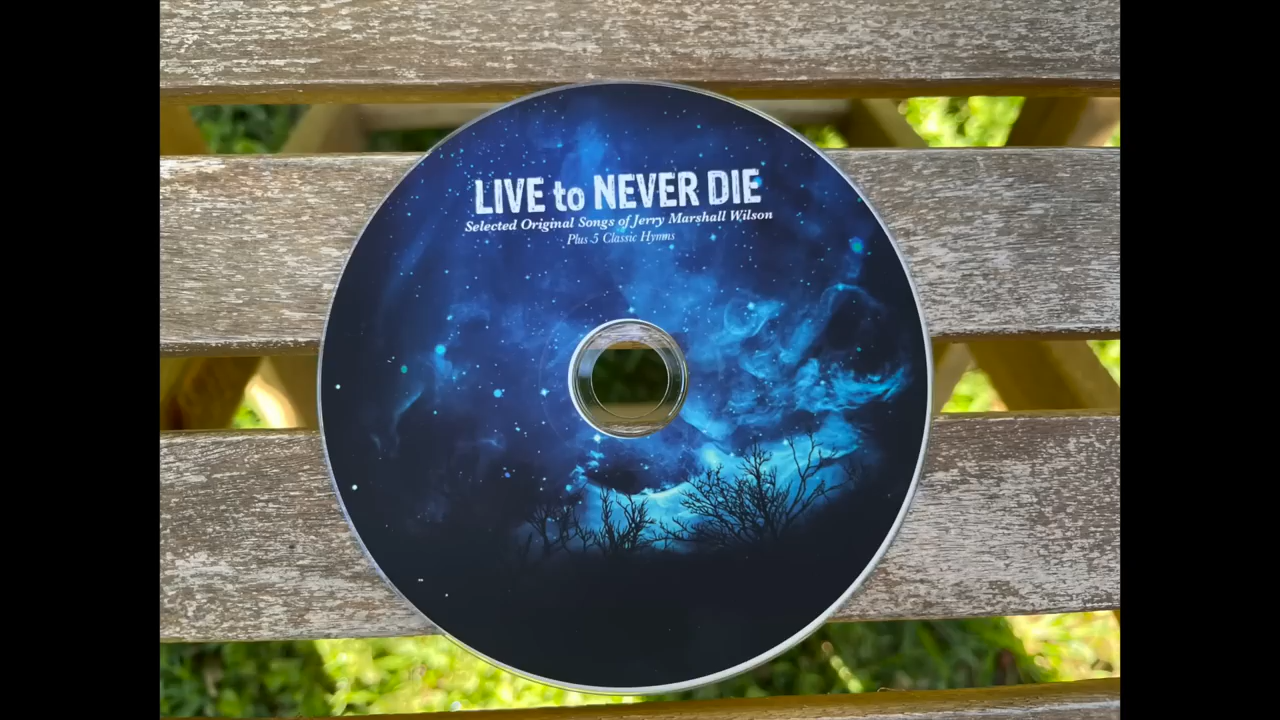 LIVE to NEVER DIE
Selected Original Songs of Jerry Marshall Wilson
Plus 5 Classic Hymns